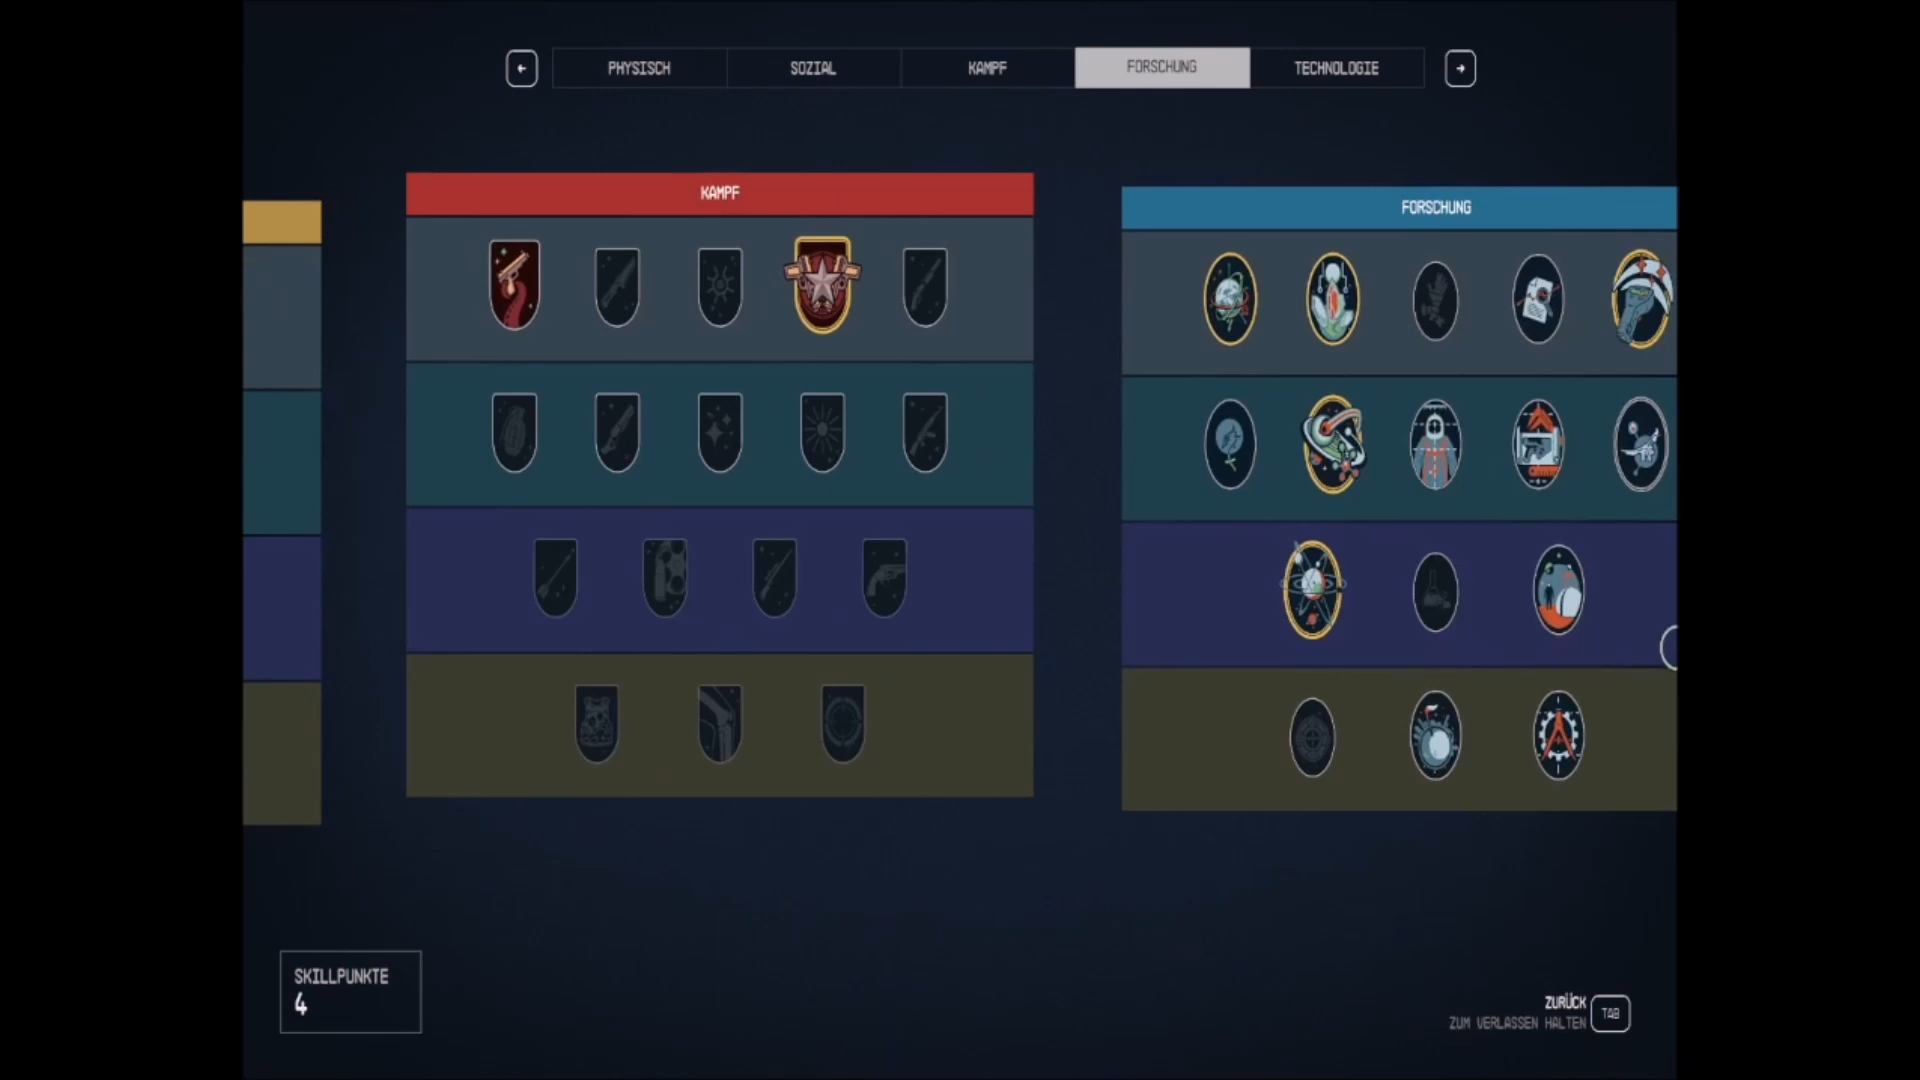 PHYSISCH
SOZIAL
KAMPF
FORSCHUNG
TECHNOLOGIE
KAMPF
FORSCHUNG
SKILLPUNKTE
4
ZURÜCK
ZUM VERLASSEN HALTEN
TAB